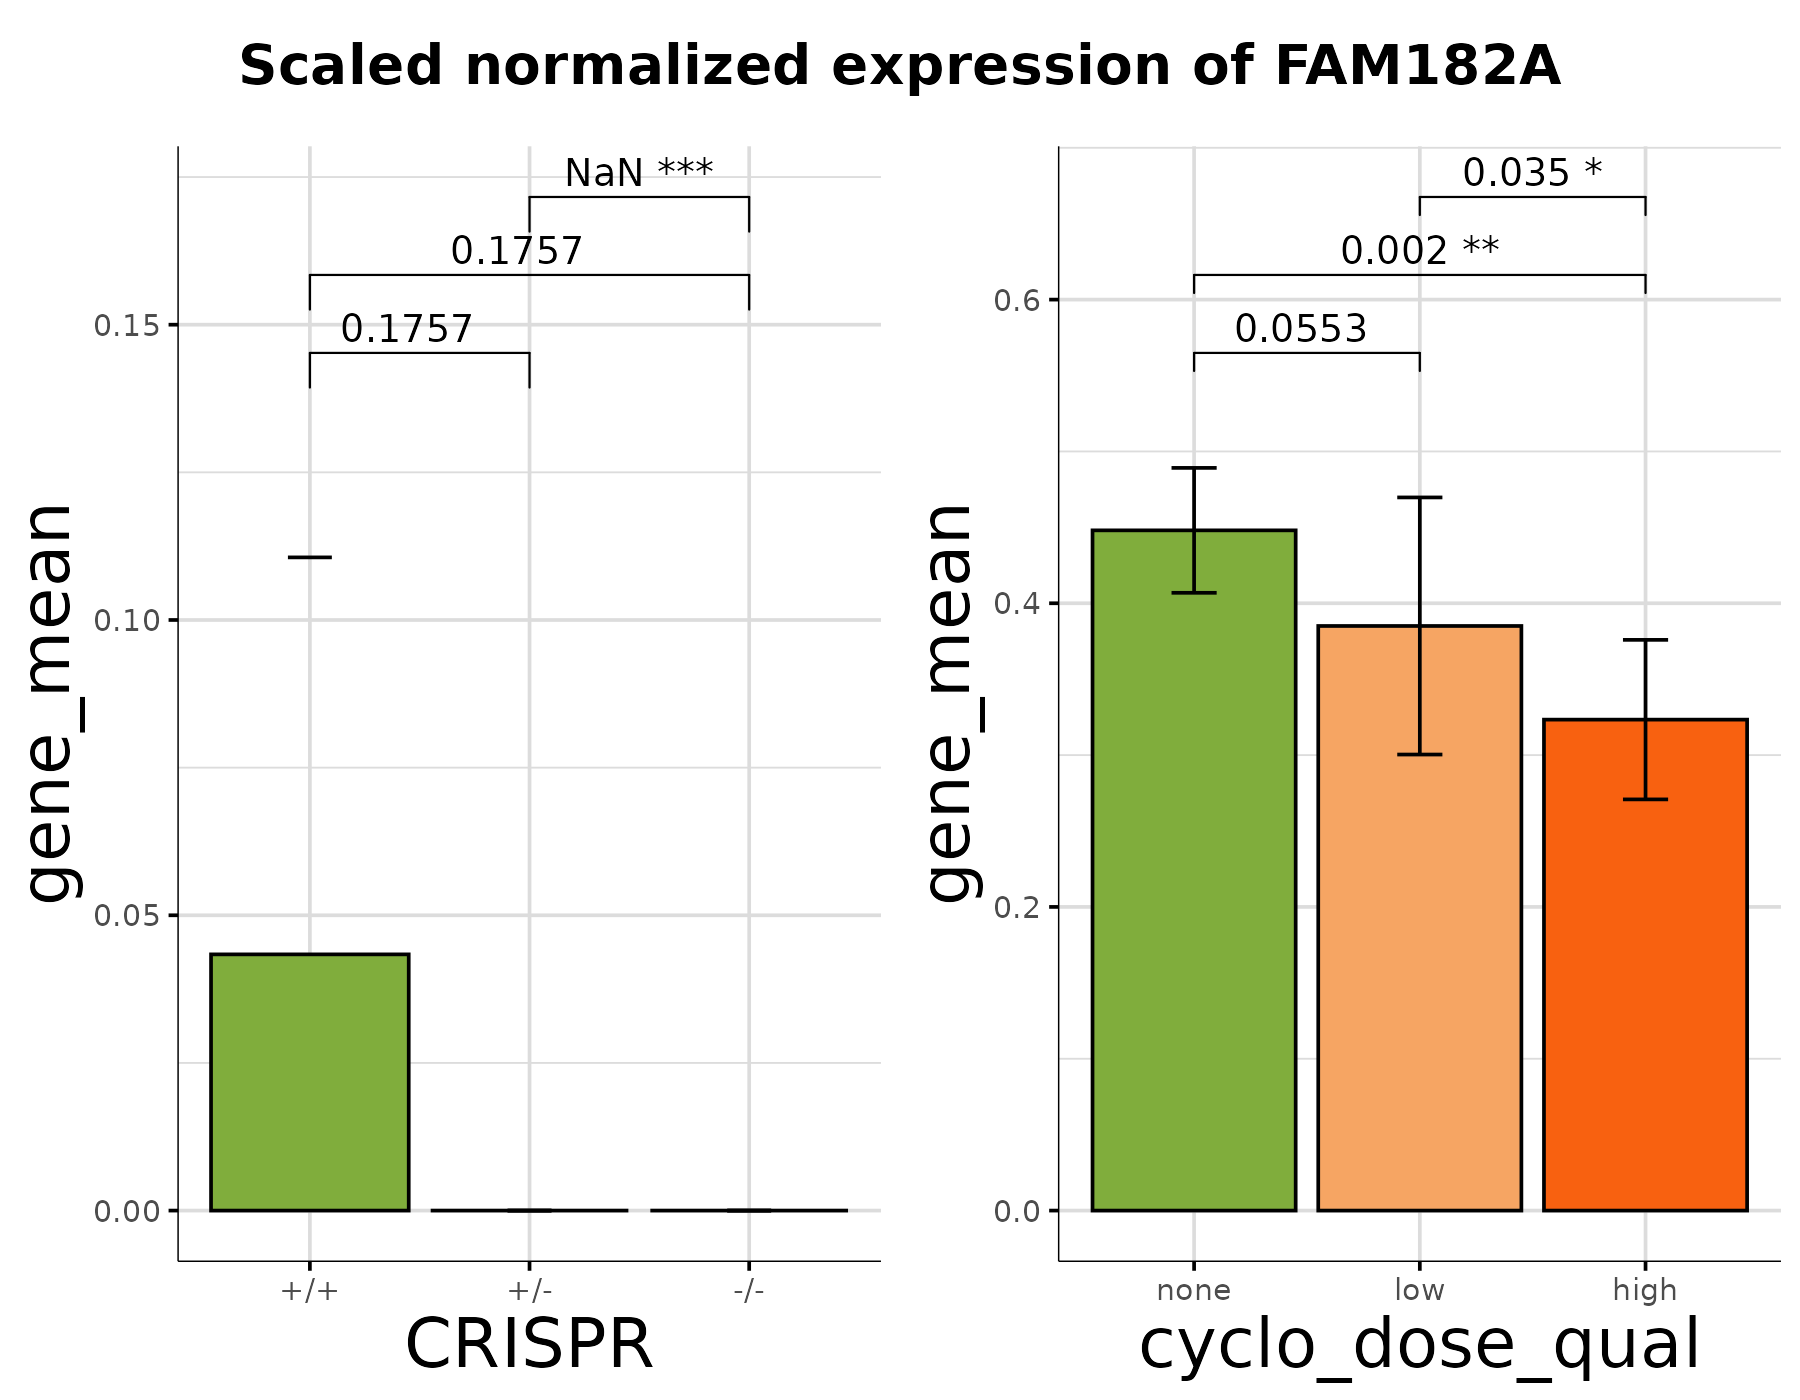 Scaled normalized expression of FAM182A
gene_mean
NaN ***
0.1757
0.1757
0.15
0.10
0.05
0.00
+/+ +/- -/-
CRISPR
gene_mean
0.035 *
0.002 **
0.0553
0.6
0.4
0.2
0.0
none low high
cyclo_dose_qual